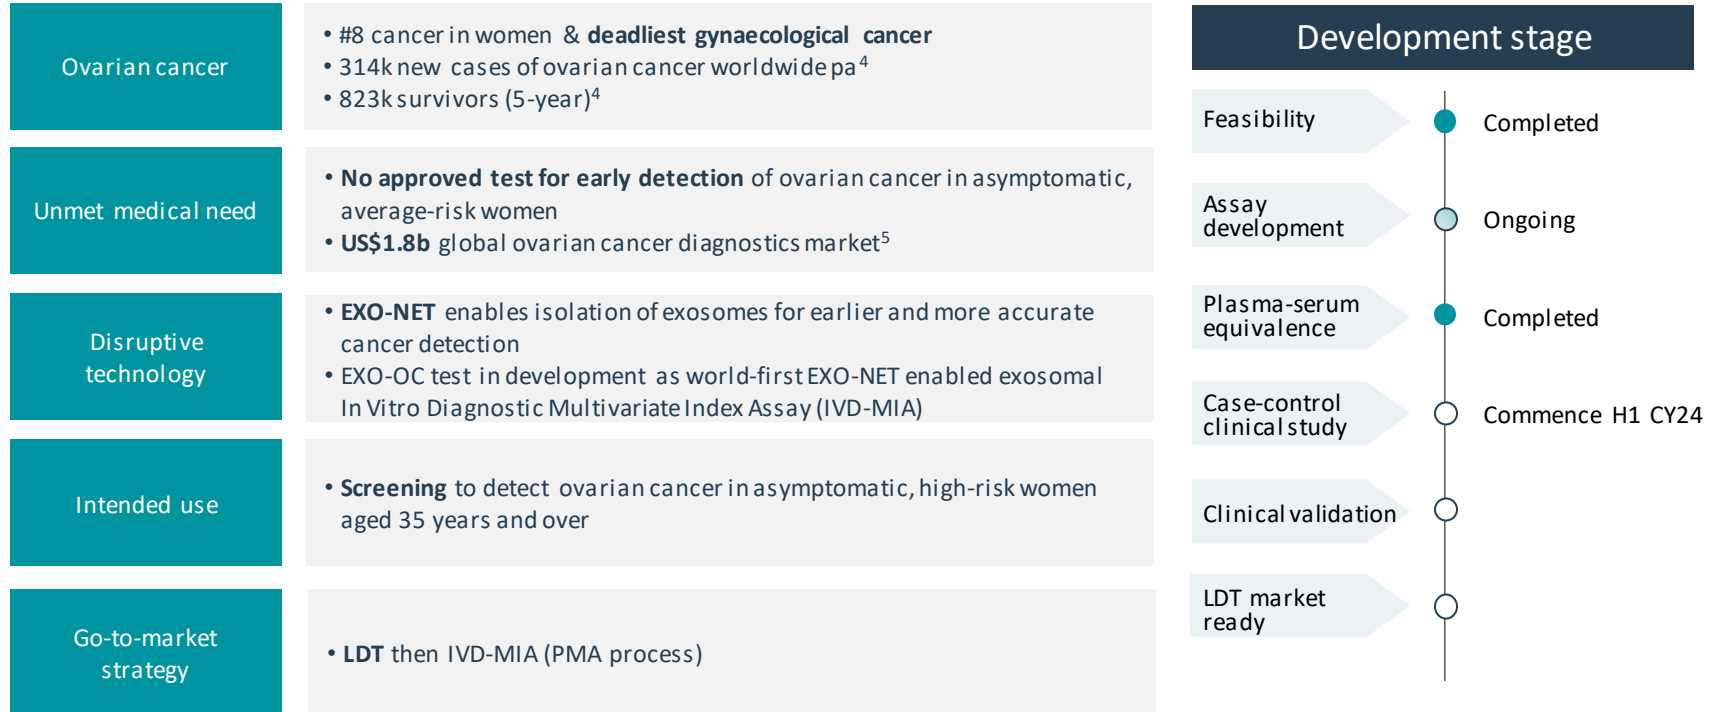 Ovarian cancer
• #8 cancer in women & deadliest gynaecological cancer
• 314k new cases of ovarian cancer worldwide pa4
• 823k survivors (5-year)4
Unmet medical need
• No approved test for early detection of ovarian cancer in asymptomatic,
average-risk women
• US$1.8b global ovarian cancer diagnostics market5
Disruptive
technology
• EXO-NET enables isolation of exosomes for earlier and more accurate
cancer detection
• EXO-OC test in development as world-first EXO-NET enabled exosomal
In Vitro Diagnostic Multivariate Index Assay (IVD-MIA)
Intended use
• Screening to detect ovarian cancer in asymptomatic, high-risk women
aged 35 years and over
Go-to-market
strategy
• LDT then IVD-MIA (PMA process)
Development stage
Feasibility
Completed
Assay
development
Ongoing
Plasma-serum
equivalence
Completed
Case-control
clinical study
Commence H1 CY24
Clinical validation
LDT market
ready